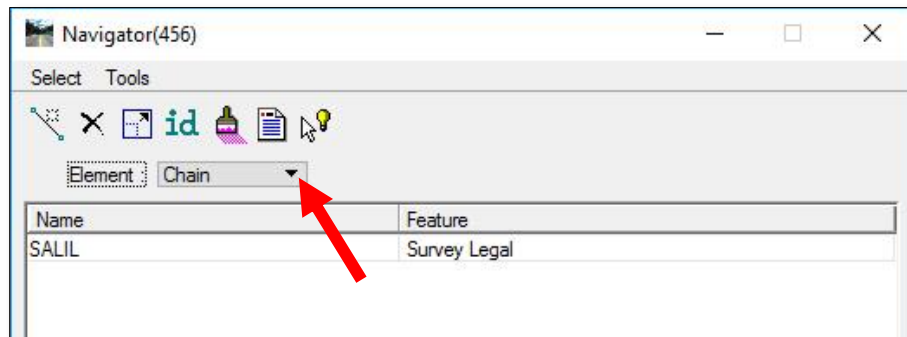 Navigator(456)
Select Tools
id
Element : Chain
Name Feature
SALIL Survey Legal